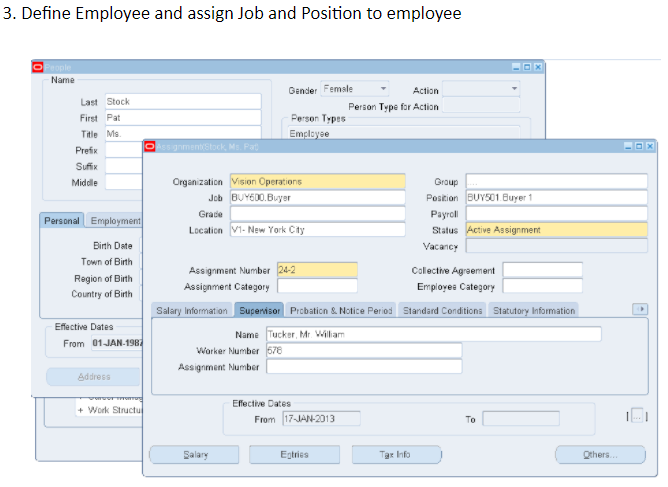 3. Define Employee and assign Job and Position to employee
People
Name
Last Stock
First Pat
Title Ms.
Prefix
Suffix
Middle
Gender Female
Action
Person Type for Action
Person Types
Employee
Personal Employment
Birth Date
Town of Birth
Region of Birth
Country of Birth
Effective Dates
From 01-JAN-1987
Address
+ Work Structu
Assignment(Stock, Mr. Pat)
Organization Vision Operations
Group
Job BUY600.Buyer
Position BUY501.Buyer 1
Grade
Payroll
Location V1- New York City
Status Active Assignment
Vacancy
Assignment Number 24-2
Collective Agreement
Assignment Category
Employee Category
Salary Information Supervisor Probation & Notice Period Standard Conditions Statutory Information
Name Tucker, Mr. William
Worker Number 678
Assignment Number
Effective Dates
From 17-JAN-2013
To
[...]
Salary Entries Tax Info Others...